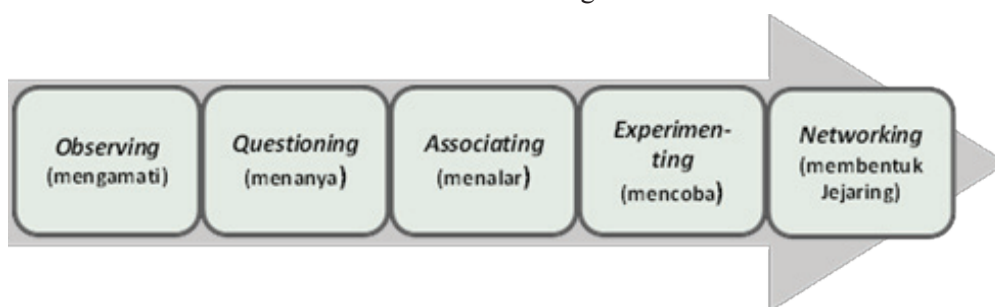 Observing
(mengamati)
Questioning
(menanya)
Associating
(menalar)
Experimen-
ting
(mencoba)
Networking
(membentuk
Jejaring)